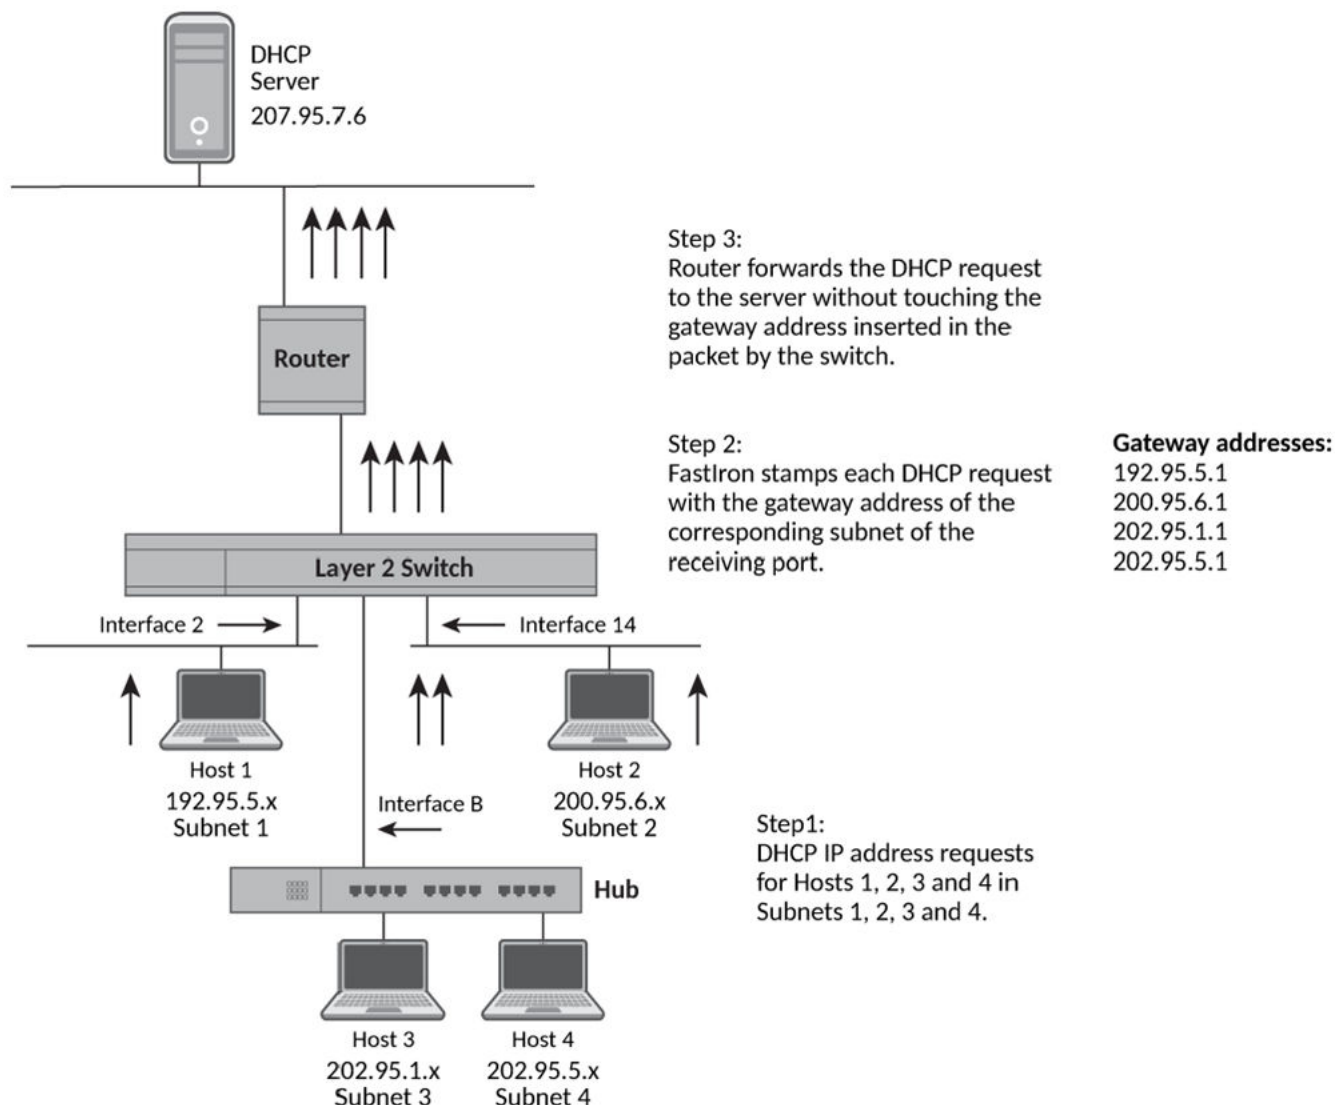 DHCP
Server
207.95.7.6
Step 3:
Router forwards the DHCP request
to the server without touching the
gateway address inserted in the
packet by the switch.
Router
Step 2:
FastIron stamps each DHCP request
with the gateway address of the
corresponding subnet of the
receiving port.
Gateway addresses:
192.95.5.1
200.95.6.1
202.95.1.1
202.95.5.1
Layer 2 Switch
Interface 2
Interface 14
Host 1
192.95.5.x
Subnet 1
Interface B
Host 2
200.95.6.x
Subnet 2
Step1:
DHCP IP address requests
for Hosts 1, 2, 3 and 4 in
Subnets 1, 2, 3 and 4.
Hub
Host 3
202.95.1.x
Subnet 3
Host 4
202.95.5.x
Subnet 4